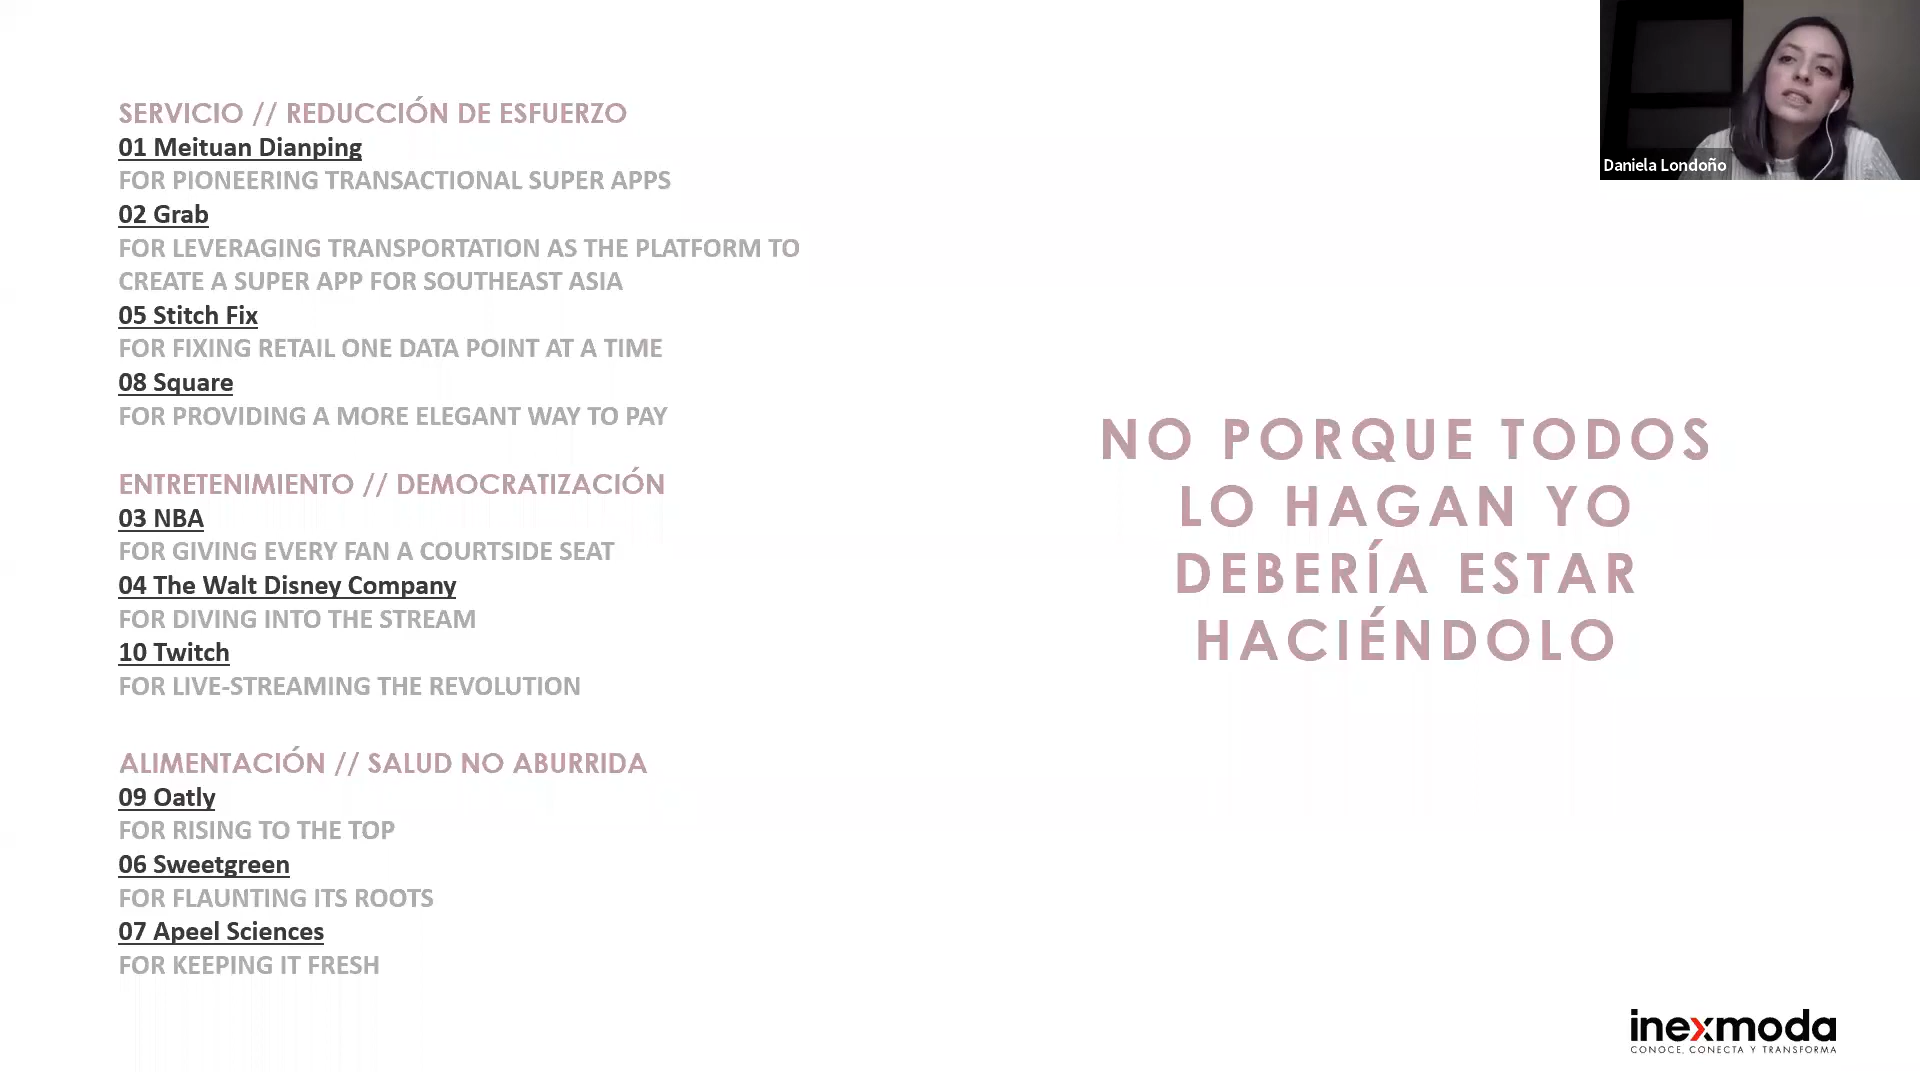 SERVICIO // REDUCCIÓN DE ESFUERZO
01 Meituan Dianping
FOR PIONEERING TRANSACTIONAL SUPER APPS
02 Grab
FOR LEVERAGING TRANSPORTATION AS THE PLATFORM TO
CREATE A SUPER APP FOR SOUTHEAST ASIA
05 Stitch Fix
FOR FIXING RETAIL ONE DATA POINT AT A TIME
08 Square
FOR PROVIDING A MORE ELEGANT WAY TO PAY
ENTRETENIMIENTO // DEMOCRATIZACIÓN
03 NBA
FOR GIVING EVERY FAN A COURTSIDE SEAT
04 The Walt Disney Company
FOR DIVING INTO THE STREAM
10 Twitch
FOR LIVE-STREAMING THE REVOLUTION
ALIMENTACIÓN // SALUD NO ABURRIDA
09 Oatly
FOR RISING TO THE TOP
06 Sweetgreen
FOR FLAUNTING ITS ROOTS
07 Apeel Sciences
FOR KEEPING IT FRESH
NO PORQUE TODOS
LO HAGAN YO
DEBERÍA ESTAR
HACIÉNDOLO
Daniela Londoño
inexmoda
CONOCE, CONECTA Y TRANSFORMA